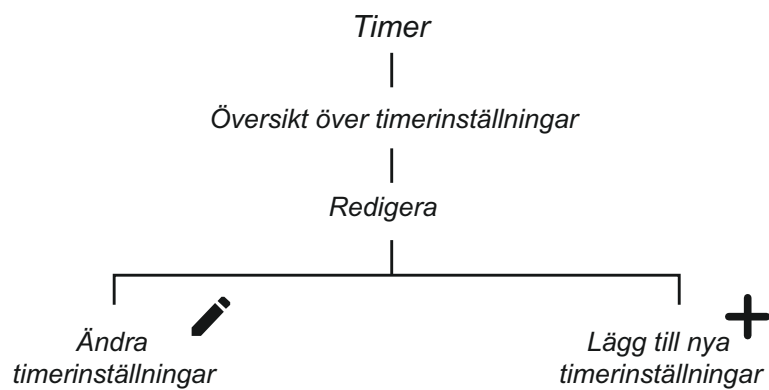 Timer
Översikt över timerinställningar
Redigera
Ändra
timerinställningar
Lägg till nya
timerinställningar